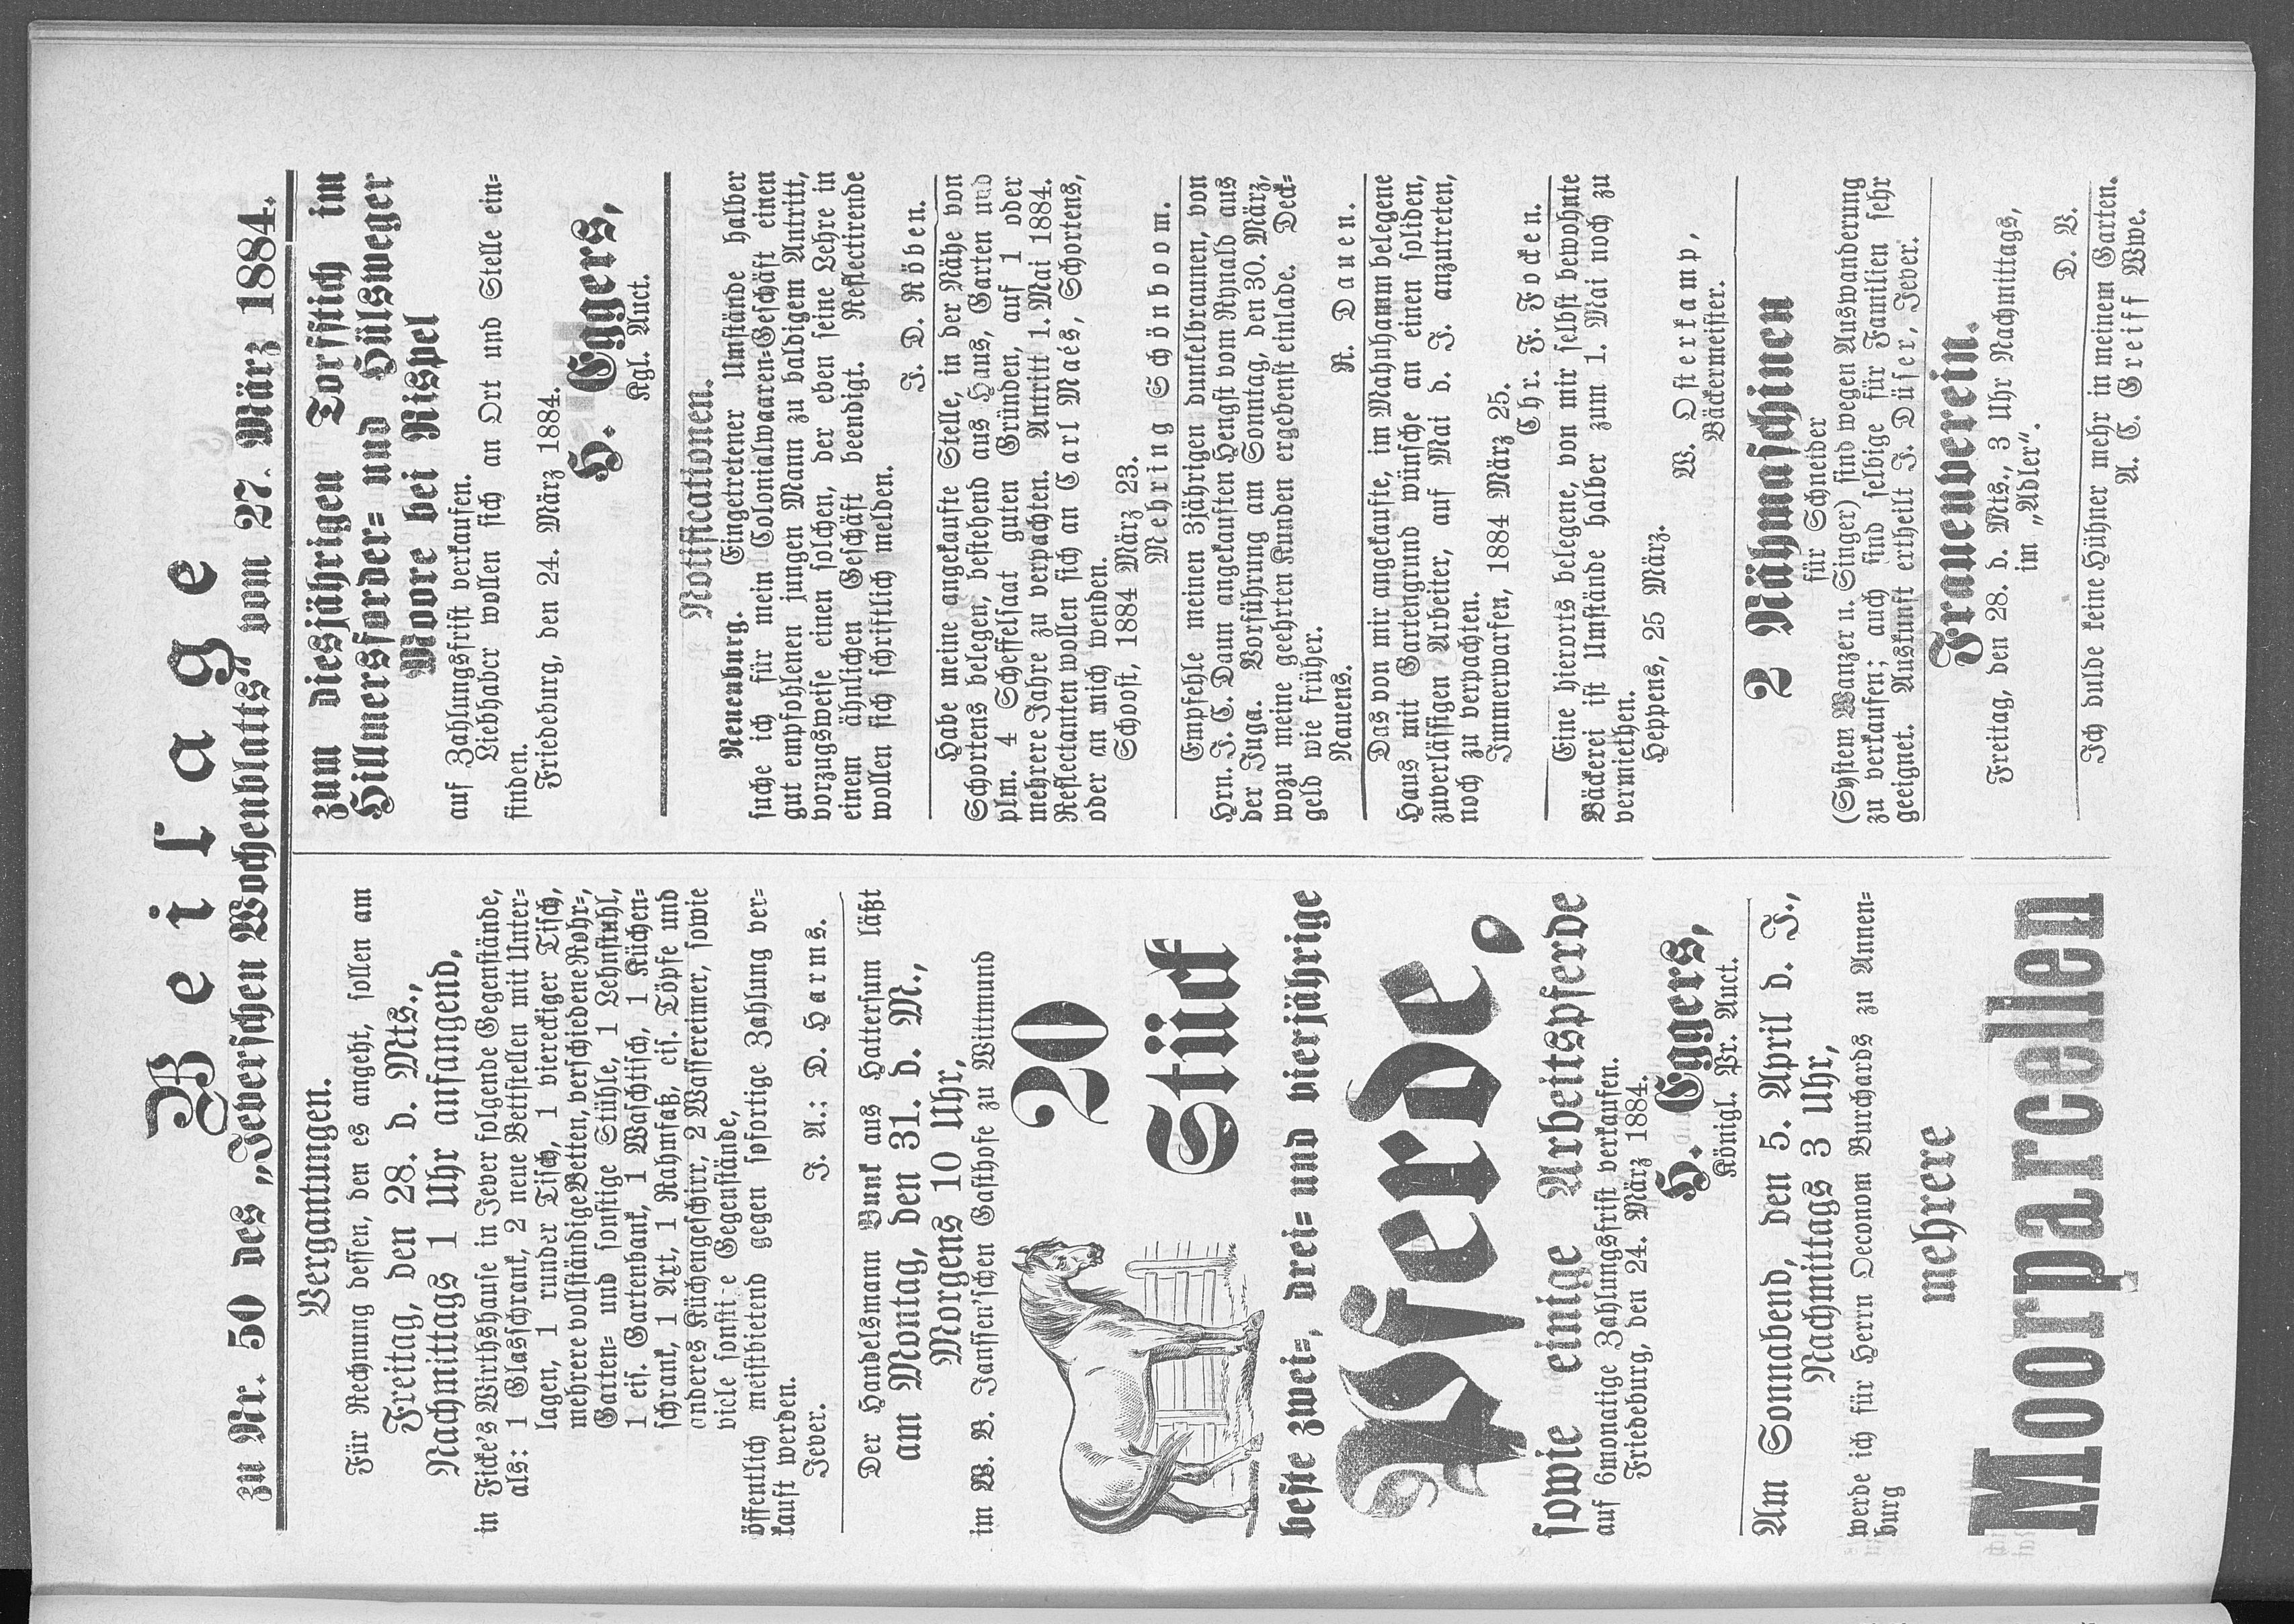 Beilage
zu Nr. 50 des „Jeverschen Wochenblatts“ vom 27. März 1884.
Vergantungen.
Für Rechnung dessen, den es angeht, sollen am
Freitag, den 28. d. Mts.,
Nachmittags 1 Uhr anfangend,
in Ficke's Wirthshause in Jever folgende Gegenstände,
als: 1 Glasschrank, 2 neue Bettstellen mit Unter-
lagen, 1 runder Tisch, 1 viereckiger Tisch,
mehrere vollständige Betten, verschiedene Rohr-,
Garten- und sonstige Stühle, 1 Lehnstuhl,
1 eis. Gartenbank, 1 Waschtisch, 1 Küchen-
schrank, 1 Axt, 1 Rahmfaß, eis. Töpfe und
anderes Küchengeschirr, 2 Wassereimer, sowie
viele sonstige Gegenstände,
öffentlich meistbietend gegen sofortige Zahlung ver-
kauft werden.
Jever. J. A.: D. Harms.
Der Handelsmann Bunk aus Hattersum läßt
am Montag, den 31. d. M.,
Morgens 10 Uhr,
im W. B. Janssen'schen Gasthofe zu Wittmund
20
Stück
beste zwei-, drei- und vierjährige
Pferde,
sowie einige Arbeitspferde
auf 6monatige Zahlungsfrist verkaufen.
Friedeburg, den 24. März 1884.
H. Eggers,
Königl. Pr. Auct.
Am Sonnabend, den 5. April d. J.,
Nachmittags 3 Uhr,
werde ich für Herrn Oeconom Burchards zu Annen-
burg
mehrere
Moorparcellen
zum diesjährigen Torfstich im
Hillmersforder- und Hülsweger
Moore bei Rispel
auf Zahlungsfrist verkaufen.
Liebhaber wollen sich an Ort und Stelle ein-
finden.
Friedeburg, den 24. März 1884.
H. Eggers,
Kgl. Auct.
Notificationen.
Neuenburg. Eingetretener Umstände halber
suche ich für mein Colonialwaaren-Geschäft einen
gut empfohlenen jungen Mann zu baldigem Antritt,
vorzugsweise einen solchen, der eben seine Lehre in
einem ähnlichen Geschäft beendigt. Reflectirende
wollen sich schriftlich melden.
J. D. Röben.
Habe meine angekaufte Stelle, in der Nähe von
Schortens belegen, bestehend aus Haus, Garten und
plm. 4 Scheffelsaat guten Gründen, auf 1 oder
mehrere Jahre zu verpachten. Antritt 1. Mai 1884.
Reflectanten wollen sich an Carl Maës, Schortens,
oder an mich wenden.
Schoost, 1884 März 23.
Mehring Schönboom.
Empfehle meinen 3jährigen dunkelbraunen, von
Hrn. J. C. Daun angekauften Hengst vom Rynald aus
der Juga. Vorführung am Sonntag, den 30. März,
wozu meine geehrten Kunden ergebenst einlade. Deck-
geld wie früher.
Nauens. R. Dauen.
Das von mir angekaufte, im Mahnhamm belegene
Haus mit Gartengrund wünsche an einen soliden,
zuverlässigen Arbeiter, auf Mai d. J. anzutreten,
noch zu verpachten.
Immerwarfen, 1884 März 25.
Chr. F. Focken.
Eine hierorts belegene, von mir selbst bewohnte
Bäckerei ist Umstände halber zum 1. Mai noch zu
vermiethen.
Heppens, 25 März.
W. Osterkamp,
Bäckermeister.
2 Nähmaschinen
für Schneider
(System Wanzer u. Singer) sind wegen Auswanderung
zu verkaufen; auch sind selbige für Familien sehr
geeignet. Auskunft ertheilt J. Düser, Jever.
Frauenverein.
Freitag, den 28. d. Mts., 3 Uhr Nachmittags,
im „Adler“.
D. V.
Ich dulde keine Hühner mehr in meinem Garten.
A. C. Greiff Wwe.